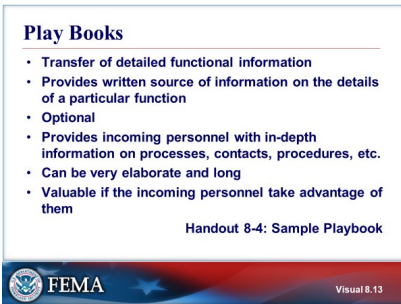 Play Books
• Transfer of detailed functional information
• Provides written source of information on the details
of a particular function
• Optional
• Provides incoming personnel with in-depth
information on processes, contacts, procedures, etc.
• Can be very elaborate and long
• Valuable if the incoming personnel take advantage of
them
Handout 8-4: Sample Playbook
FEMA
Visual 8.13